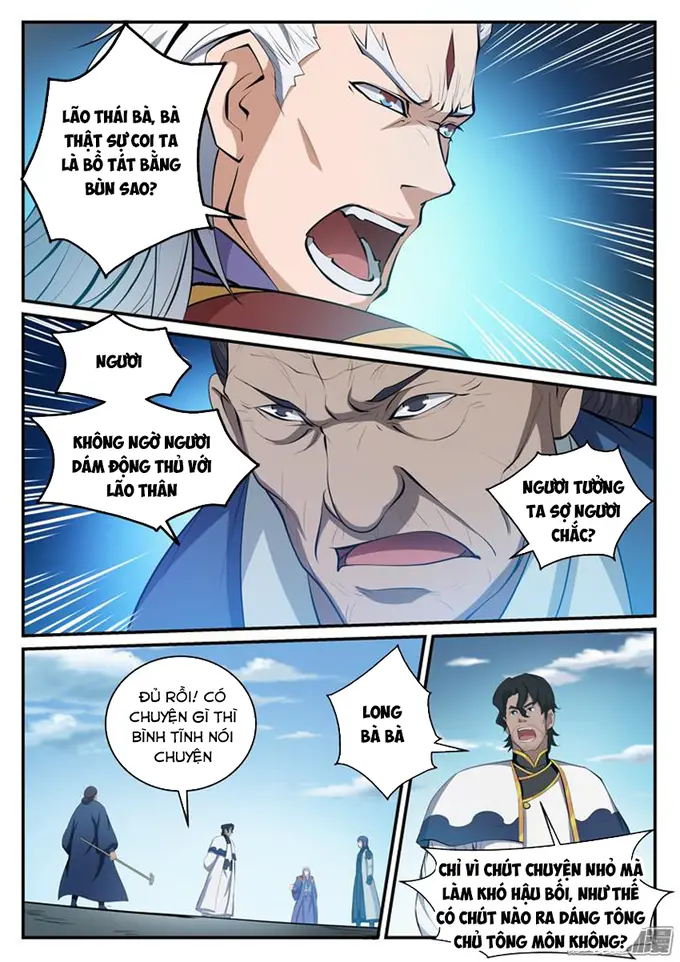 LÃO THÁI BÀ, BÀ
THẬT SỰ COI TA
LÀ BỒ TÁT BẰNG
BÙN SAO?
NGƯƠI
KHÔNG NGỜ NGƯƠI
DÁM ĐỘNG THỦ VỚI
LÃO THÂN
NGƯƠI TƯỞNG
TA SỢ NGƯƠI
CHẮC?
ĐỦ RỒI! CÓ
CHUYỆN GÌ THÌ
BÌNH TĨNH NÓI
CHUYỆN
LONG
BÀ BÀ
CHỈ VÌ CHÚT CHUYỆN NHỎ MÀ
LÀM KHÓ HẬU BỐI, NHƯ THẾ
CÓ CHÚT NÀO RA DÁNG TÔNG
CHỦ TÔNG MÔN KHÔNG?
漫